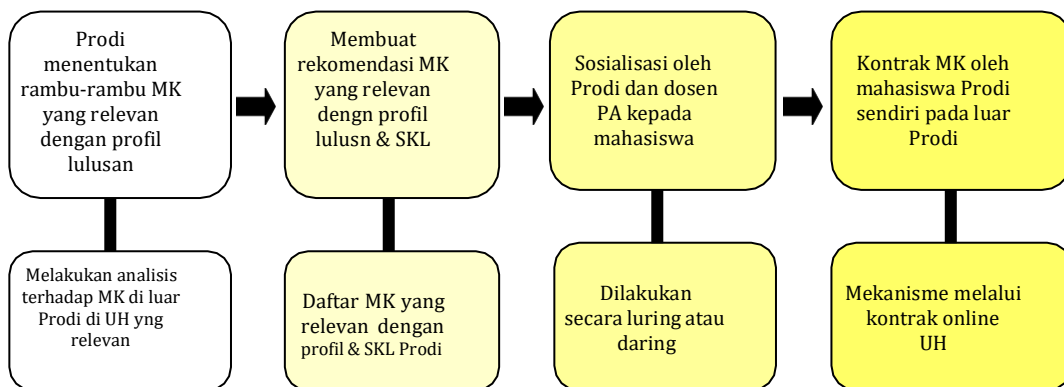 Prodi
menentukan
rambu-rambu MK
yang relevan
dengan profil
lulusan
Membuat
rekomendasi MK
yang relevan
dengn profil
lulusn & SKL
Sosialisasi oleh
Prodi dan dosen
PA kepada
mahasiswa
Kontrak MK oleh
mahasiswa Prodi
sendiri pada luar
Prodi
Melakukan analisis
terhadap MK di luar
Prodi di UH yng
relevan
Daftar MK yang
relevan dengan
profil & SKL Prodi
Dilakukan
secara luring atau
daring
Mekanisme melalui
kontrak online
UH